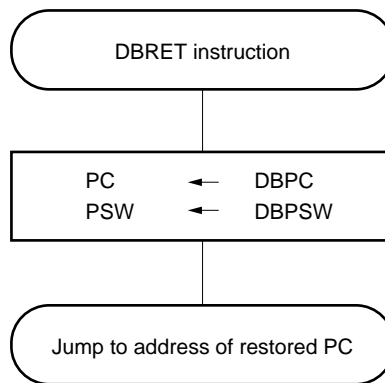 DBRET instruction
PC ← DBPC
PSW ← DBPSW
Jump to address of restored PC